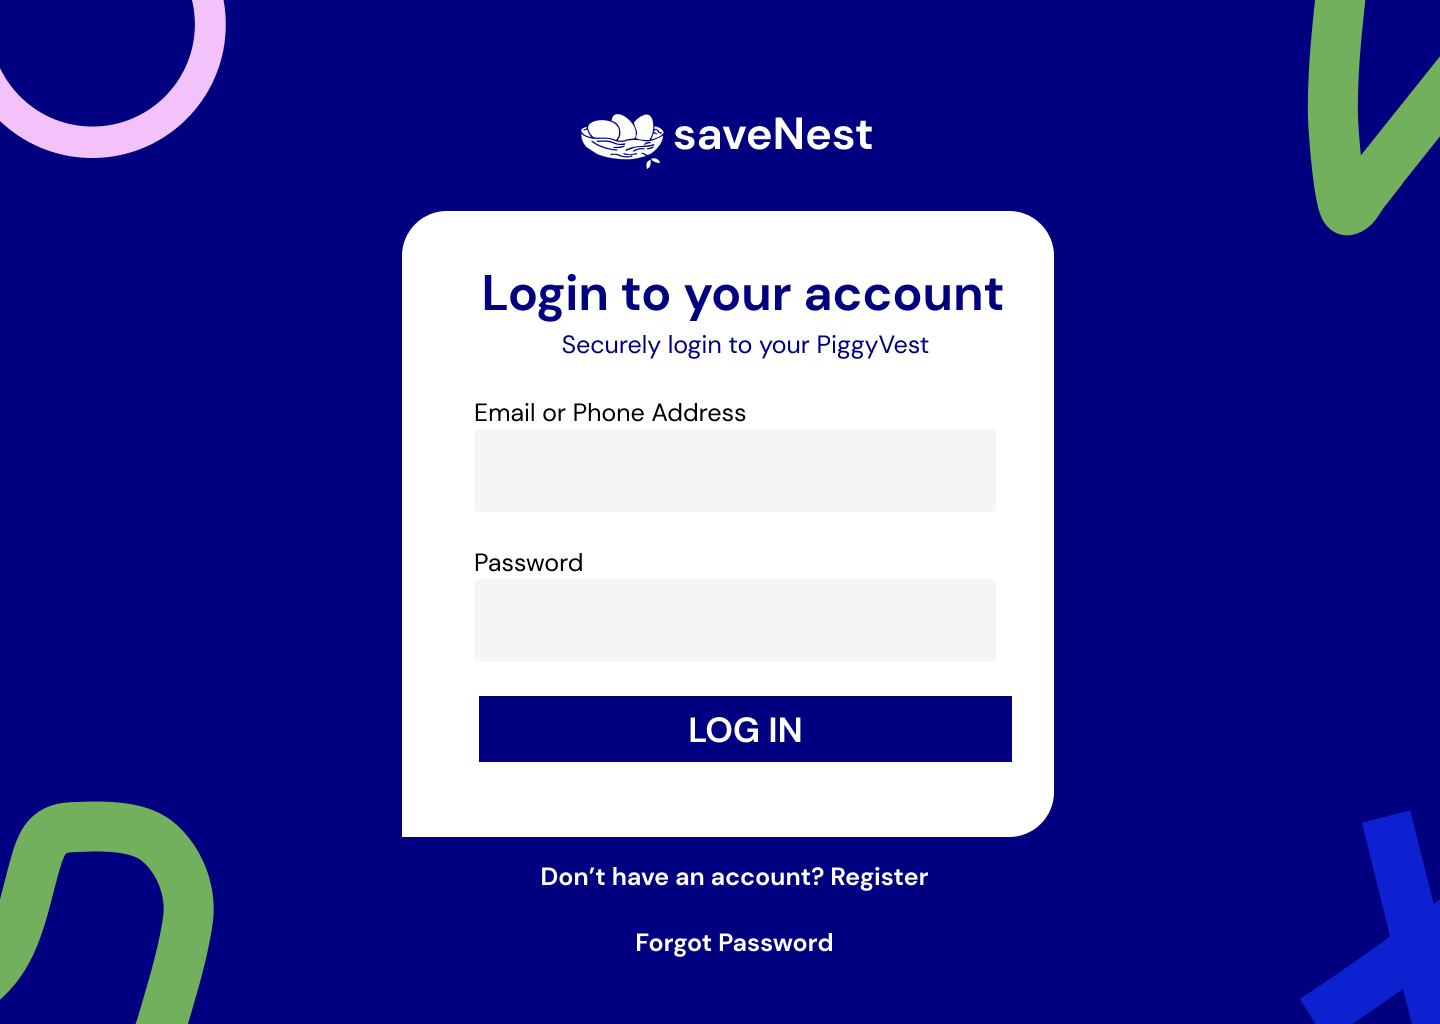 saveNest
Login to your account
Securely login to your PiggyVest
Email or Phone Address
Password
LOG IN
Don’t have an account? Register
Forgot Password